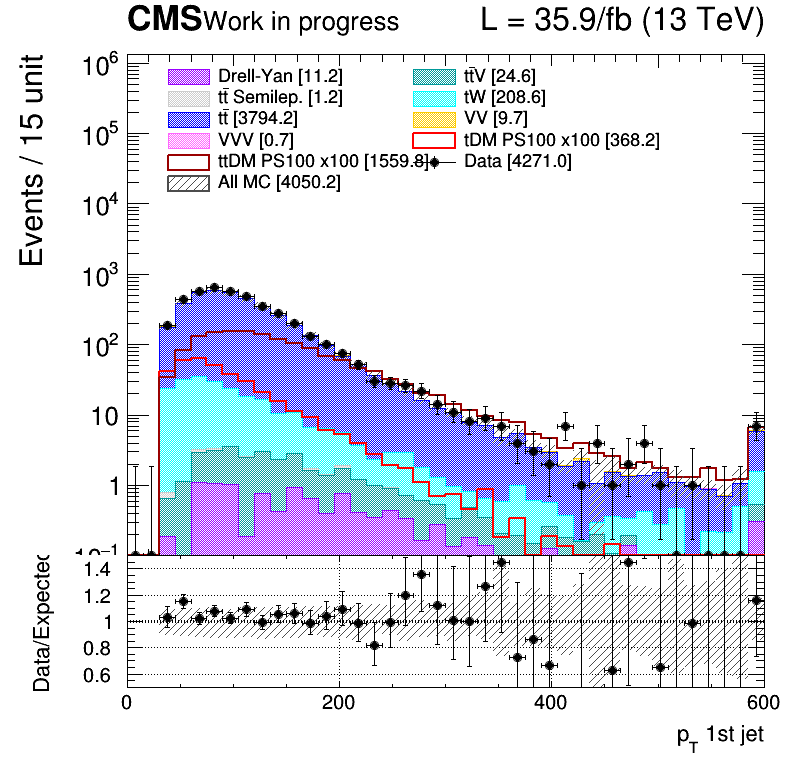 CMS Work in progress L = 35.9/fb (13 TeV)
Events / 15 unit
10⁶
10⁵
10⁴
10³
10²
10
1
10⁻¹
Drell-Yan [11.2] tt̄V [24.6]
tt̄ Semilep. [1.2] tW [208.6]
tt̄ [3794.2] VV [9.7]
VVV [0.7] tDM PS100 x100 [368.2]
ttDM PS100 x100 [1559.8] Data [4271.0]
All MC [4050.2]
Data/Expected
1.4
1.2
1
0.8
0.6
0 200 400 600
p_T 1st jet